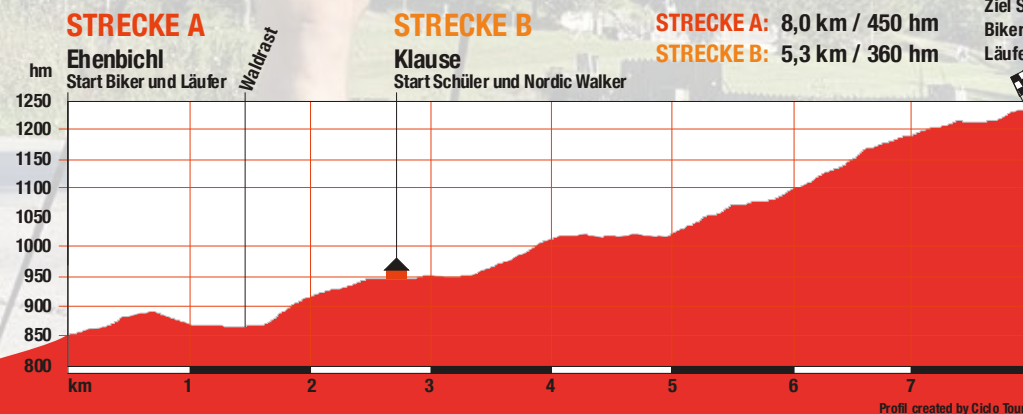 STRECKE A
Ehenbichl
Start Biker und Läufer
Waldrast
STRECKE B
Klause
Start Schüler und Nordic Walker
STRECKE A: 8,0 km / 450 hm
STRECKE B: 5,3 km / 360 hm
Ziel S
Biker
Läufe
hm
1250
1200
1150
1100
1050
1000
950
900
850
800
km 1 2 3 4 5 6 7
Profil created by Ciclo Tour